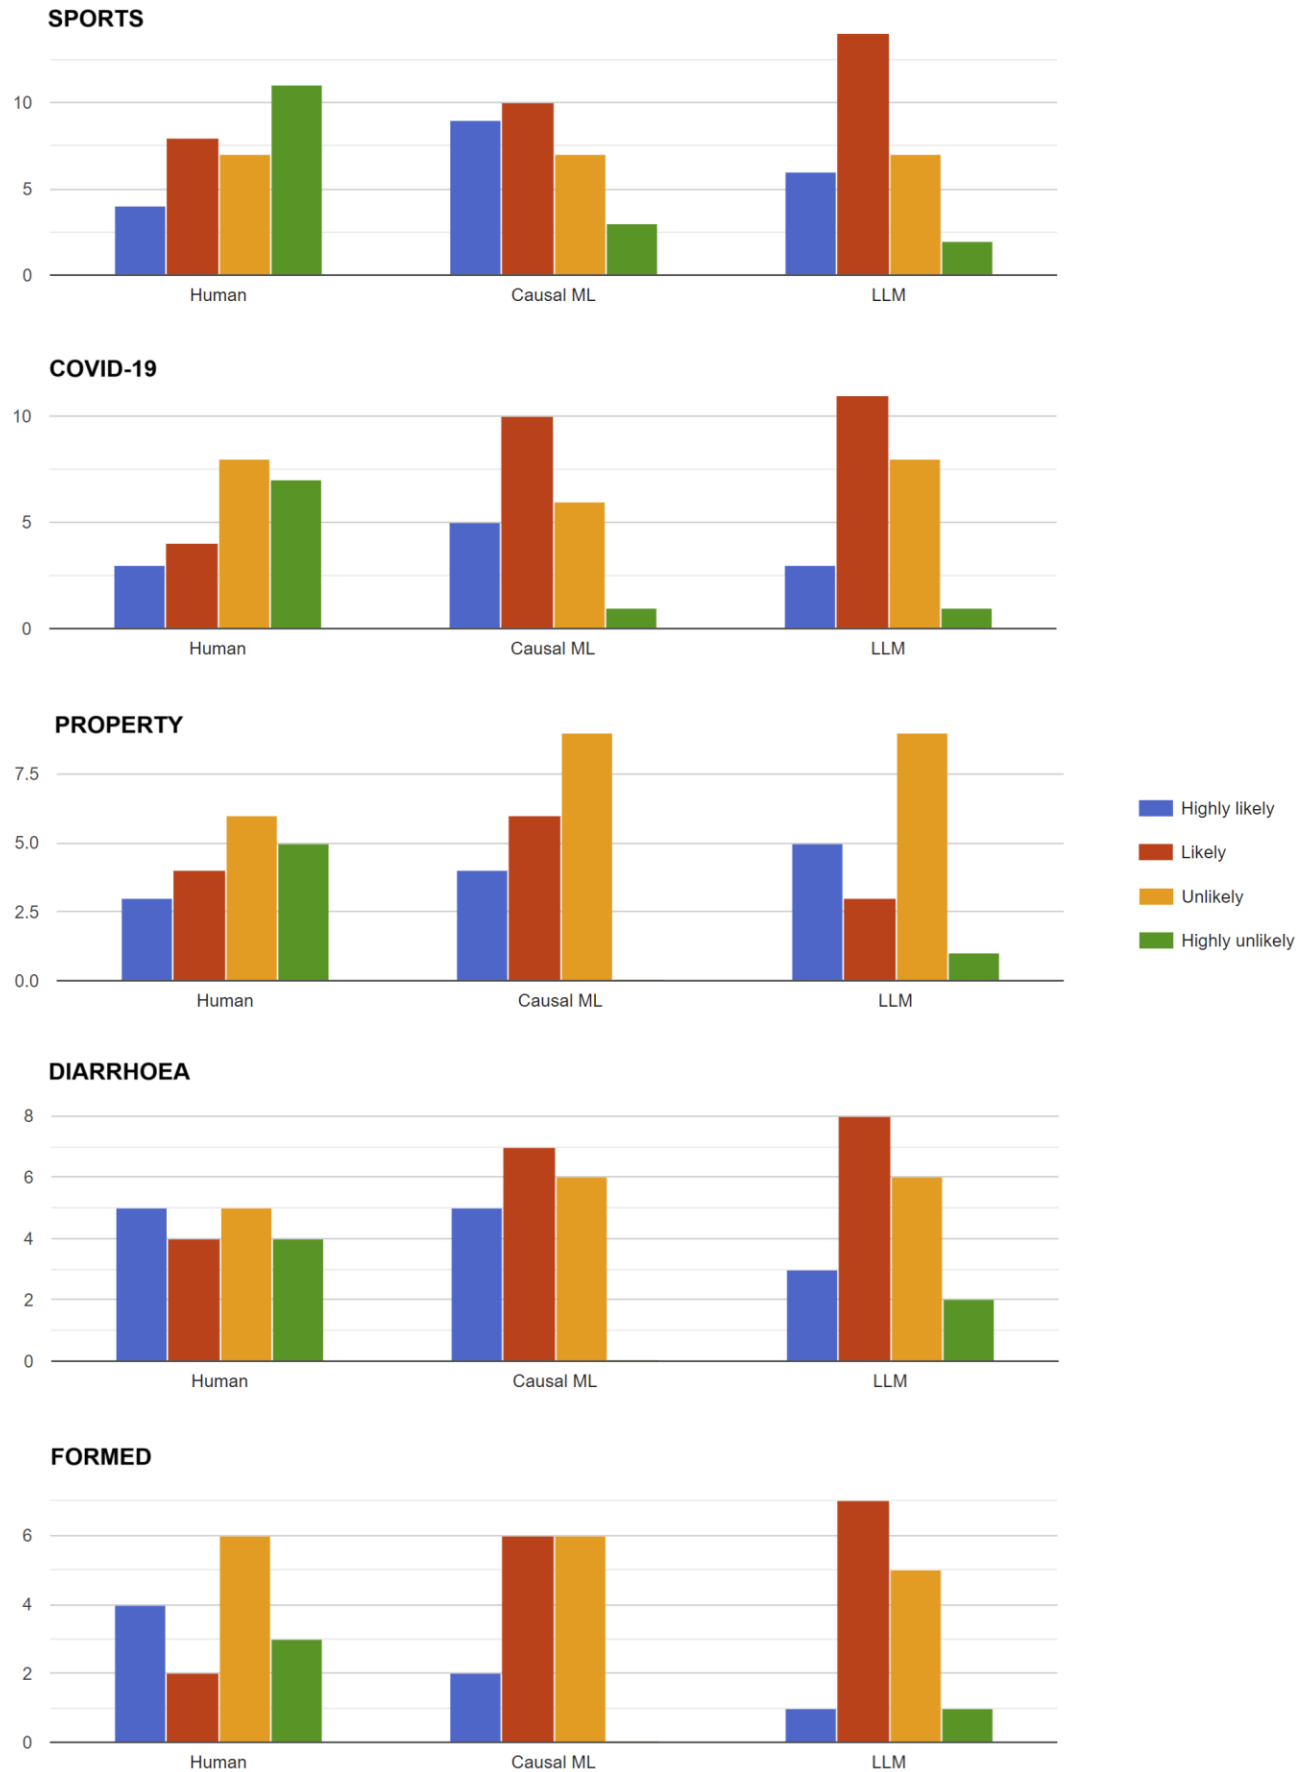 SPORTS
10
5
0
Human Causal ML LLM
COVID-19
10
5
0
Human Causal ML LLM
PROPERTY
7.5
5.0
2.5
0.0
Human Causal ML LLM
Highly likely
Likely
Unlikely
Highly unlikely
DIARRHOEA
8
6
4
2
0
Human Causal ML LLM
FORMED
6
4
2
0
Human Causal ML LLM